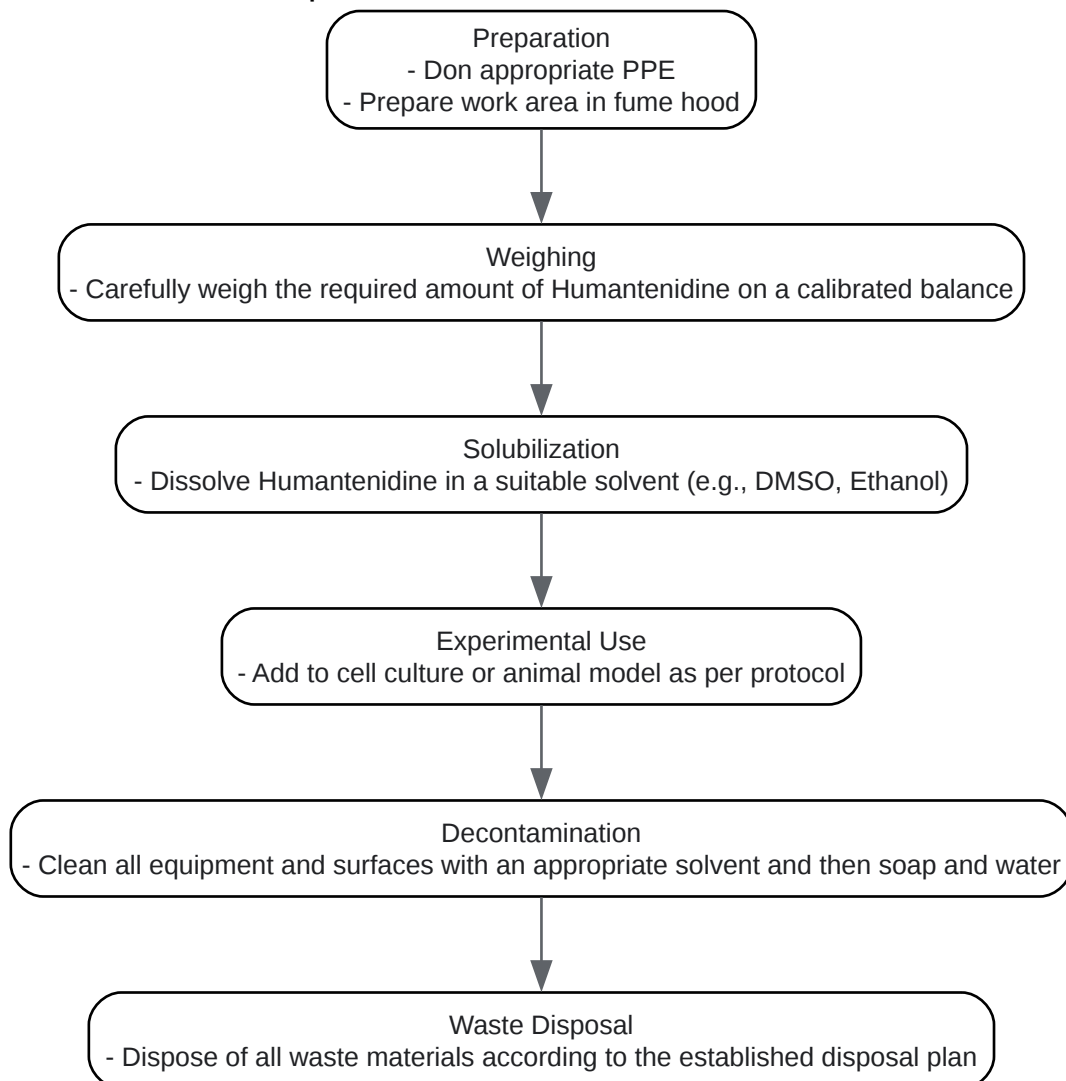 Preparation
- Don appropriate PPE
- Prepare work area in fume hood
Weighing
- Carefully weigh the required amount of Humantenidine on a calibrated balance
Solubilization
- Dissolve Humantenidine in a suitable solvent (e.g., DMSO, Ethanol)
Experimental Use
- Add to cell culture or animal model as per protocol
Decontamination
- Clean all equipment and surfaces with an appropriate solvent and then soap and water
Waste Disposal
- Dispose of all waste materials according to the established disposal plan